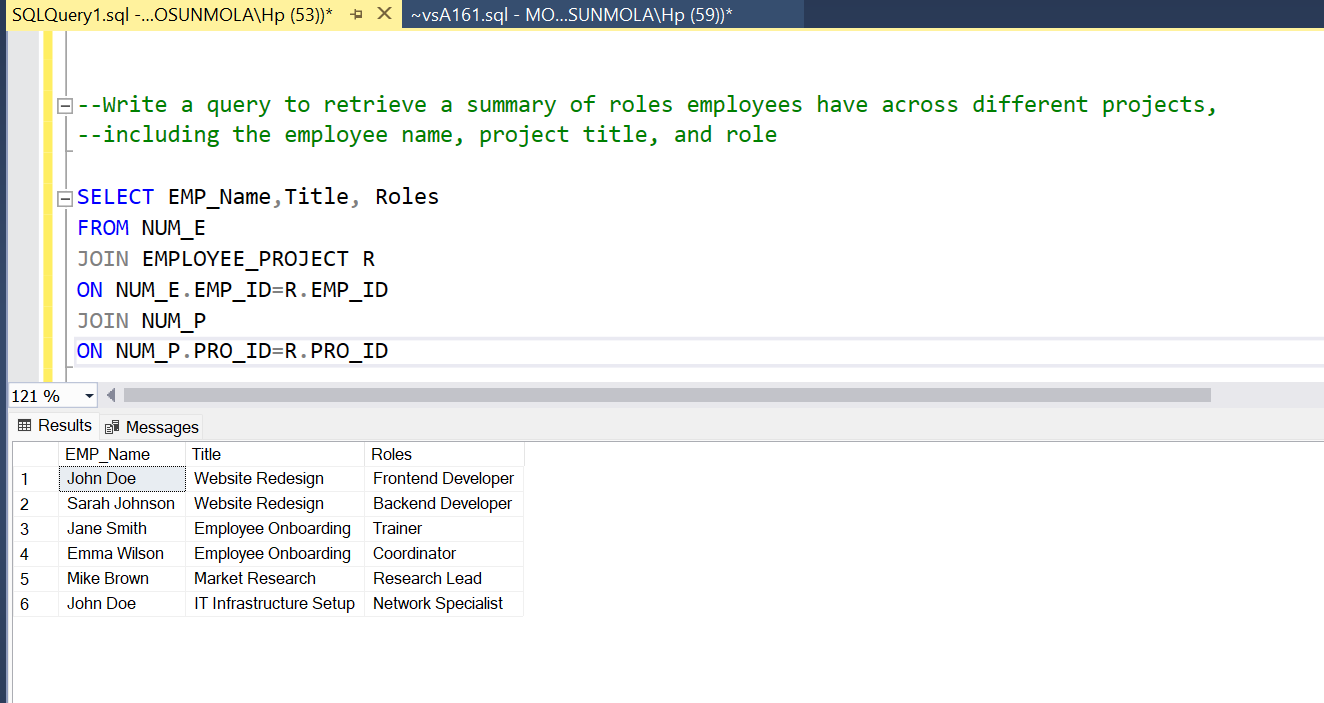 SQLQuery1.sql -...OSUNMOLA\Hp (53))* ~vsA161.sql - MO...SUNMOLA\Hp (59))*
--Write a query to retrieve a summary of roles employees have across different projects,
--including the employee name, project title, and role
SELECT EMP_Name,Title, Roles
FROM NUM_E
JOIN EMPLOYEE_PROJECT R
ON NUM_E.EMP_ID=R.EMP_ID
JOIN NUM_P
ON NUM_P.PRO_ID=R.PRO_ID
121 %
Results Messages
EMP_Name Title Roles
1 John Doe Website Redesign Frontend Developer
2 Sarah Johnson Website Redesign Backend Developer
3 Jane Smith Employee Onboarding Trainer
4 Emma Wilson Employee Onboarding Coordinator
5 Mike Brown Market Research Research Lead
6 John Doe IT Infrastructure Setup Network Specialist